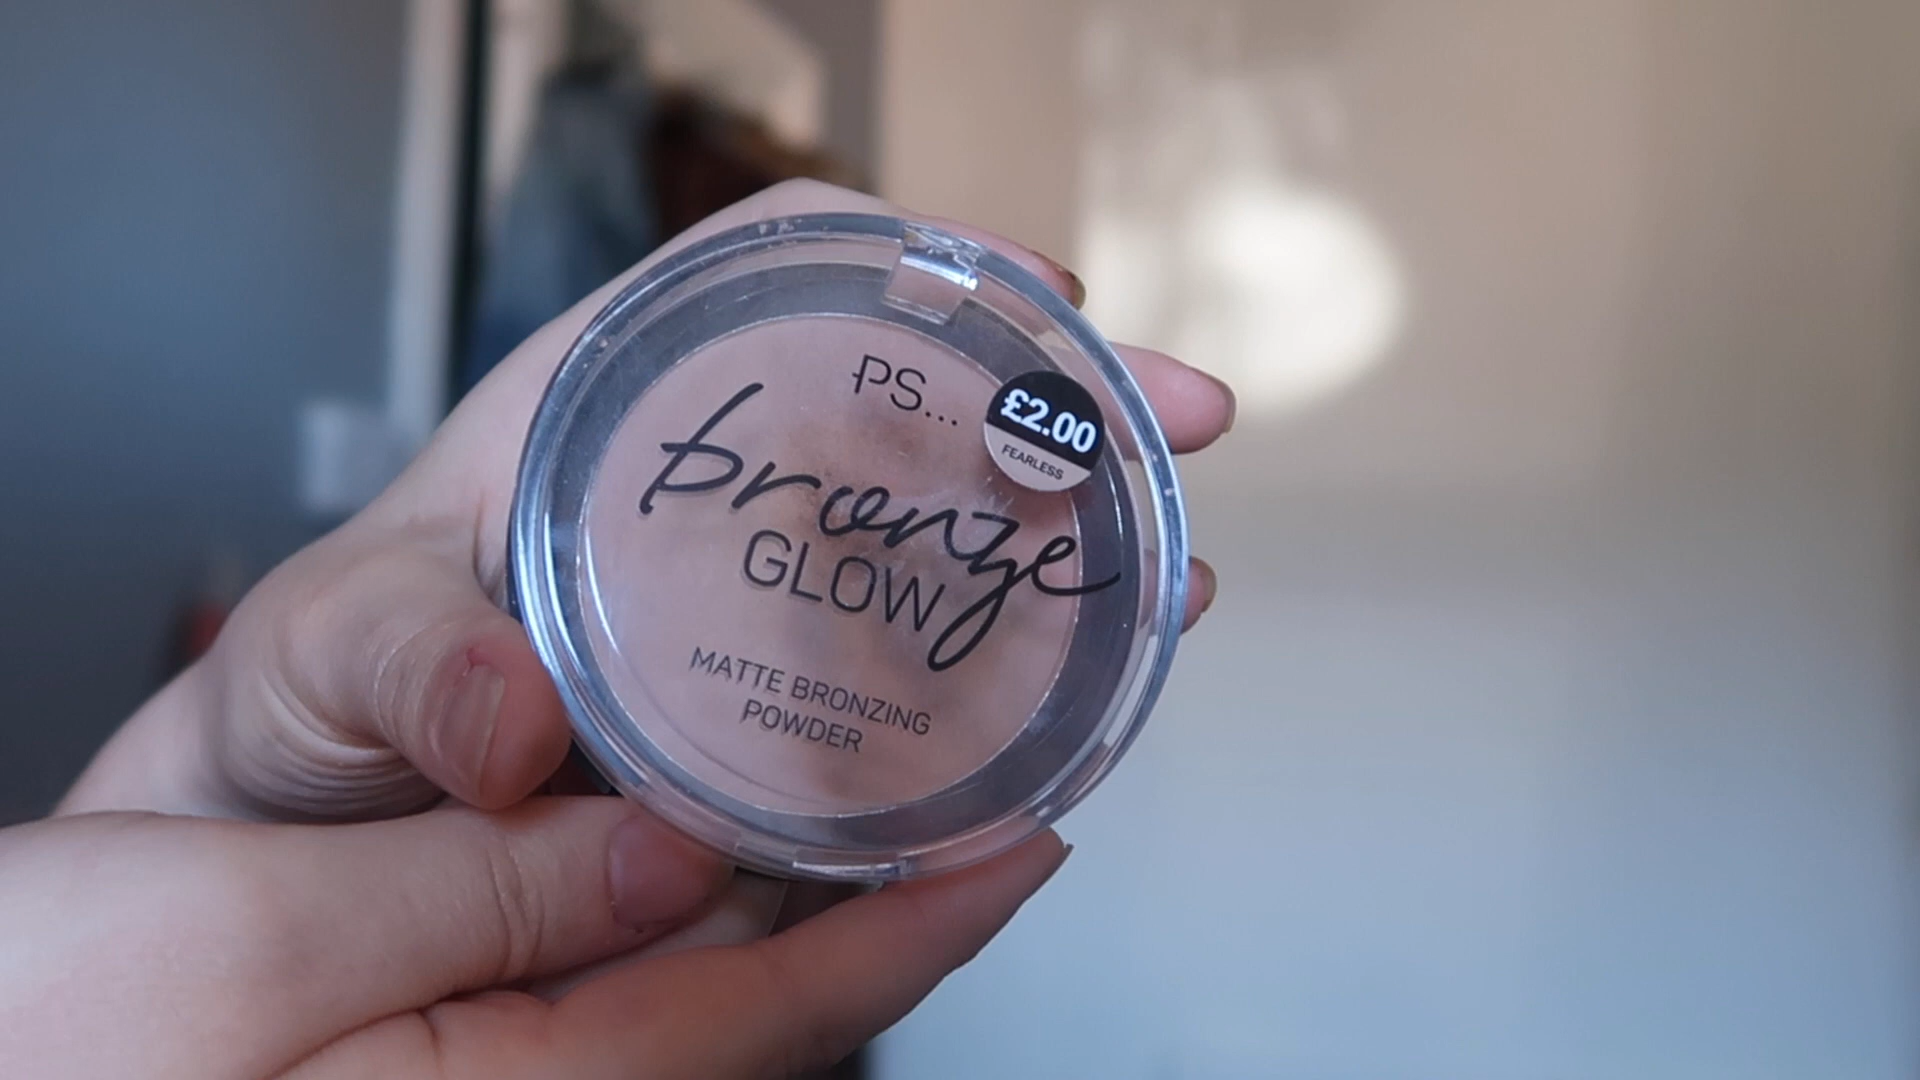 PS...
£2.00
FEARLESS
bronze
GLOW
MATTE BRONZING
POWDER